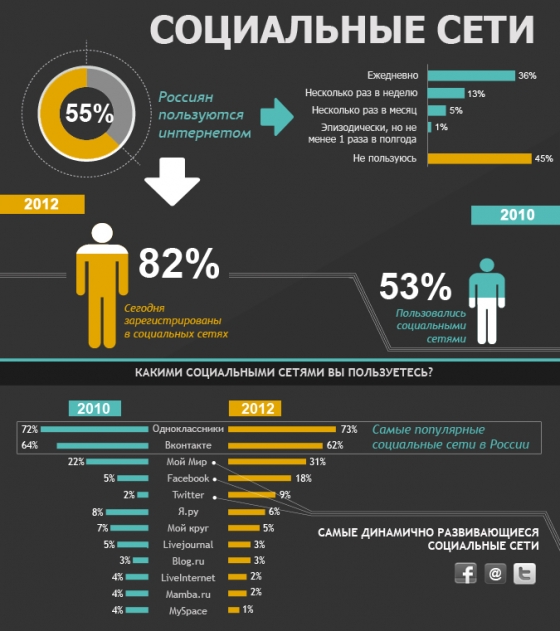 СОЦИАЛЬНЫЕ СЕТИ
55%
Россиян
пользуются
интернетом
Ежедневно 36%
Несколько раз в неделю 13%
Несколько раз в месяц 5%
Эпизодически, но не
менее 1 раза в полгода 1%
Не пользуюсь 45%
2012
82%
Сегодня
зарегистрированы
в социальных сетях
2010
53%
Пользовались
социальными
сетями
КАКИМИ СОЦИАЛЬНЫМИ СЕТЯМИ ВЫ ПОЛЬЗУЕТЕСЬ?
2010 2012
72% Одноклассники 73%
64% Вконтакте 62%
Самые популярные
социальные сети в России
22% Мой Мир 31%
5% Facebook 18%
2% Twitter 9%
8% Я.ру 6%
7% Мой круг 5%
5% Livejournal 3%
3% Blog.ru 3%
4% LiveInternet 2%
4% Mamba.ru 2%
4% MySpace 1%
САМЫЕ ДИНАМИЧНО РАЗВИВАЮЩИЕСЯ
СОЦИАЛЬНЫЕ СЕТИ
f @ t